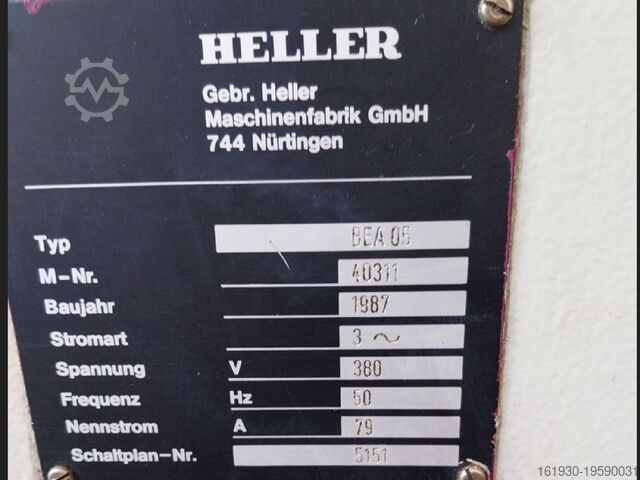 HELLER
Gebr. Heller
Maschinenfabrik GmbH
744 Nürtingen
Typ BEA 05
M-Nr. 40311
Baujahr 1987
Stromart 3 ~
Spannung V 380
Frequenz Hz 50
Nennstrom A 79
Schaltplan-Nr. 5151
161930-19590031